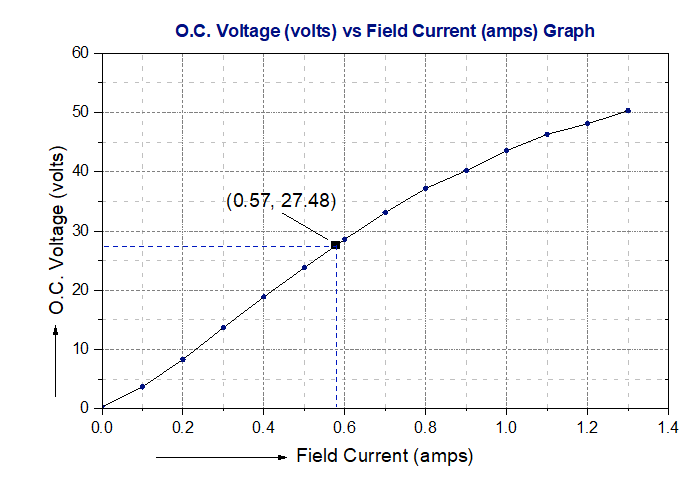 O.C. Voltage (volts) vs Field Current (amps) Graph
60
50
40
30
20
10
0
O.C. Voltage (volts)
(0.57, 27.48)
0.0 0.2 0.4 0.6 0.8 1.0 1.2 1.4
Field Current (amps)